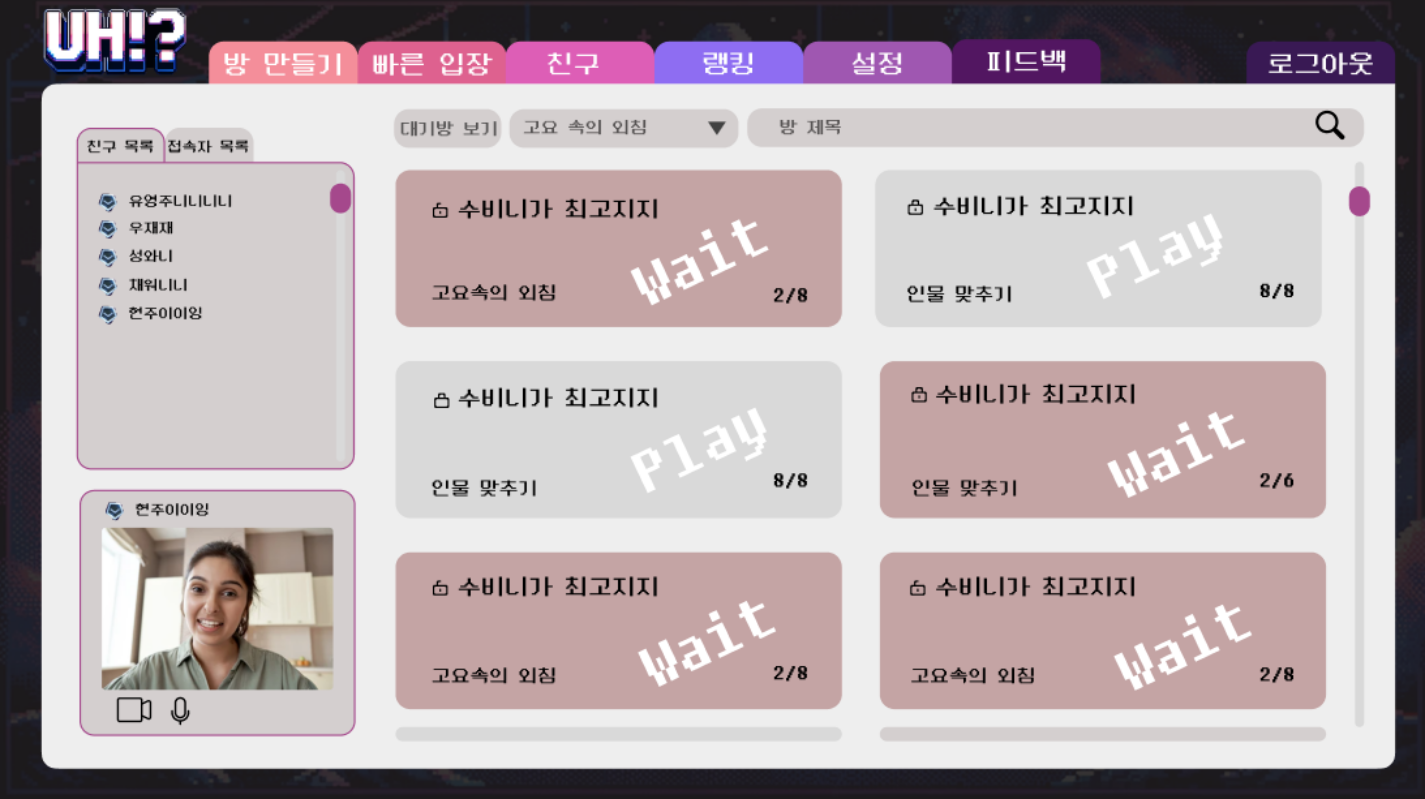 UH!?
방 만들기
빠른 입장
친구
랭킹
설정
피드백
로그아웃
친구 목록
접속자 목록
유영주니니니니
우재재
성와니
채워니니
현주이이잉
현주이이잉
대기방 보기
고요 속의 외침
방 제목
수비니가 최고지지
Wait
고요속의 외침
2/8
수비니가 최고지지
Play
인물 맞추기
8/8
수비니가 최고지지
Play
인물 맞추기
8/8
수비니가 최고지지
Wait
인물 맞추기
2/6
수비니가 최고지지
Wait
고요속의 외침
2/8
수비니가 최고지지
Wait
고요속의 외침
2/8